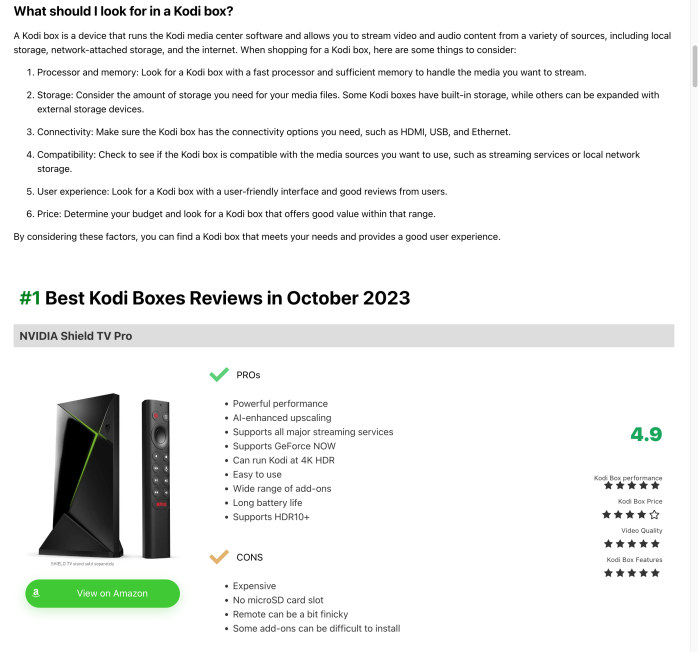 What should I look for in a Kodi box?
A Kodi box is a device that runs the Kodi media center software and allows you to stream video and audio content from a variety of sources, including local
storage, network-attached storage, and the internet. When shopping for a Kodi box, here are some things to consider:
1. Processor and memory: Look for a Kodi box with a fast processor and sufficient memory to handle the media you want to stream.
2. Storage: Consider the amount of storage you need for your media files. Some Kodi boxes have built-in storage, while others can be expanded with
external storage devices.
3. Connectivity: Make sure the Kodi box has the connectivity options you need, such as HDMI, USB, and Ethernet.
4. Compatibility: Check to see if the Kodi box is compatible with the media sources you want to use, such as streaming services or local network
storage.
5. User experience: Look for a Kodi box with a user-friendly interface and good reviews from users.
6. Price: Determine your budget and look for a Kodi box that offers good value within that range.
By considering these factors, you can find a Kodi box that meets your needs and provides a good user experience.
#1 Best Kodi Boxes Reviews in October 2023
NVIDIA Shield TV Pro
PROs
• Powerful performance
• AI-enhanced upscaling
• Supports all major streaming services
• Supports GeForce NOW
• Can run Kodi at 4K HDR
• Easy to use
• Wide range of add-ons
• Long battery life
• Supports HDR10+
CONS
• Expensive
• No microSD card slot
• Remote can be a bit finicky
• Some add-ons can be difficult to install
SHIELD TV stand sold separately
View on Amazon
4.9
Kodi Box performance
Kodi Box Price
Video Quality
Kodi Box Features